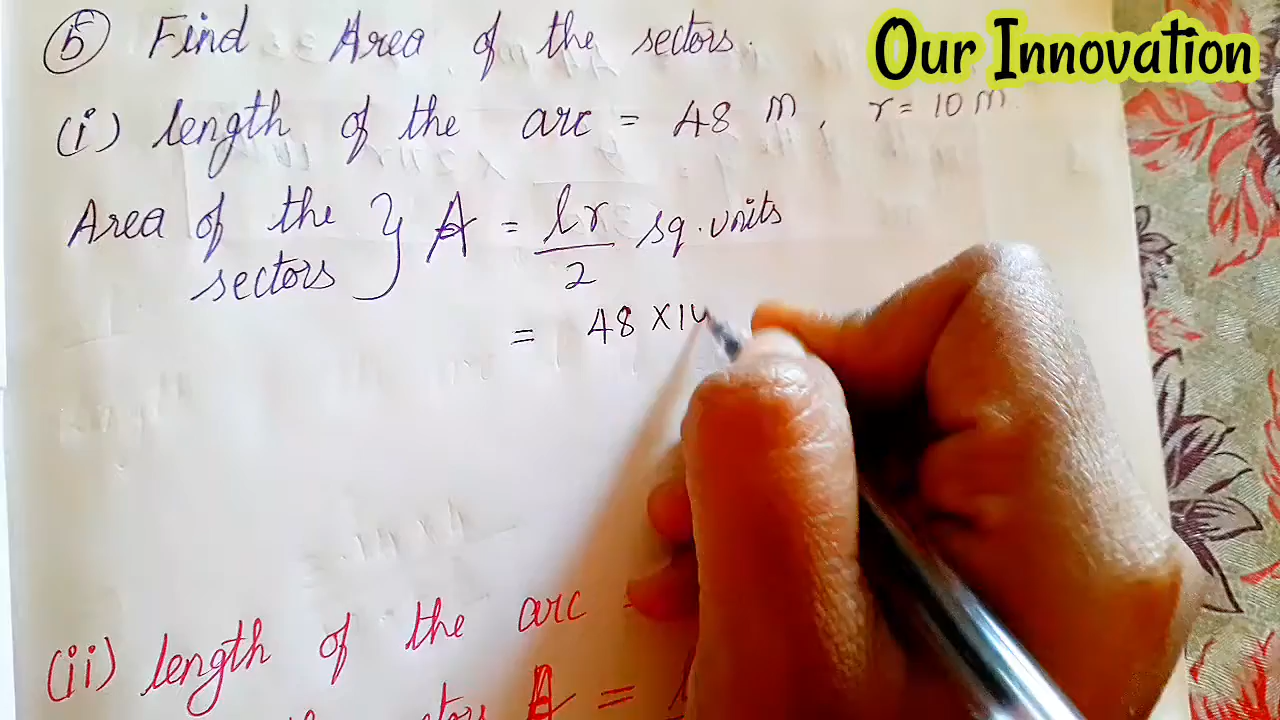 Our Innovation
5 Find Area of the sectors.
(i) length of the arc = 48 m, r = 10 m
Area of the sectors } A = lr/2 sq. units
= 48 × 10
(ii) length of the arc =
A =